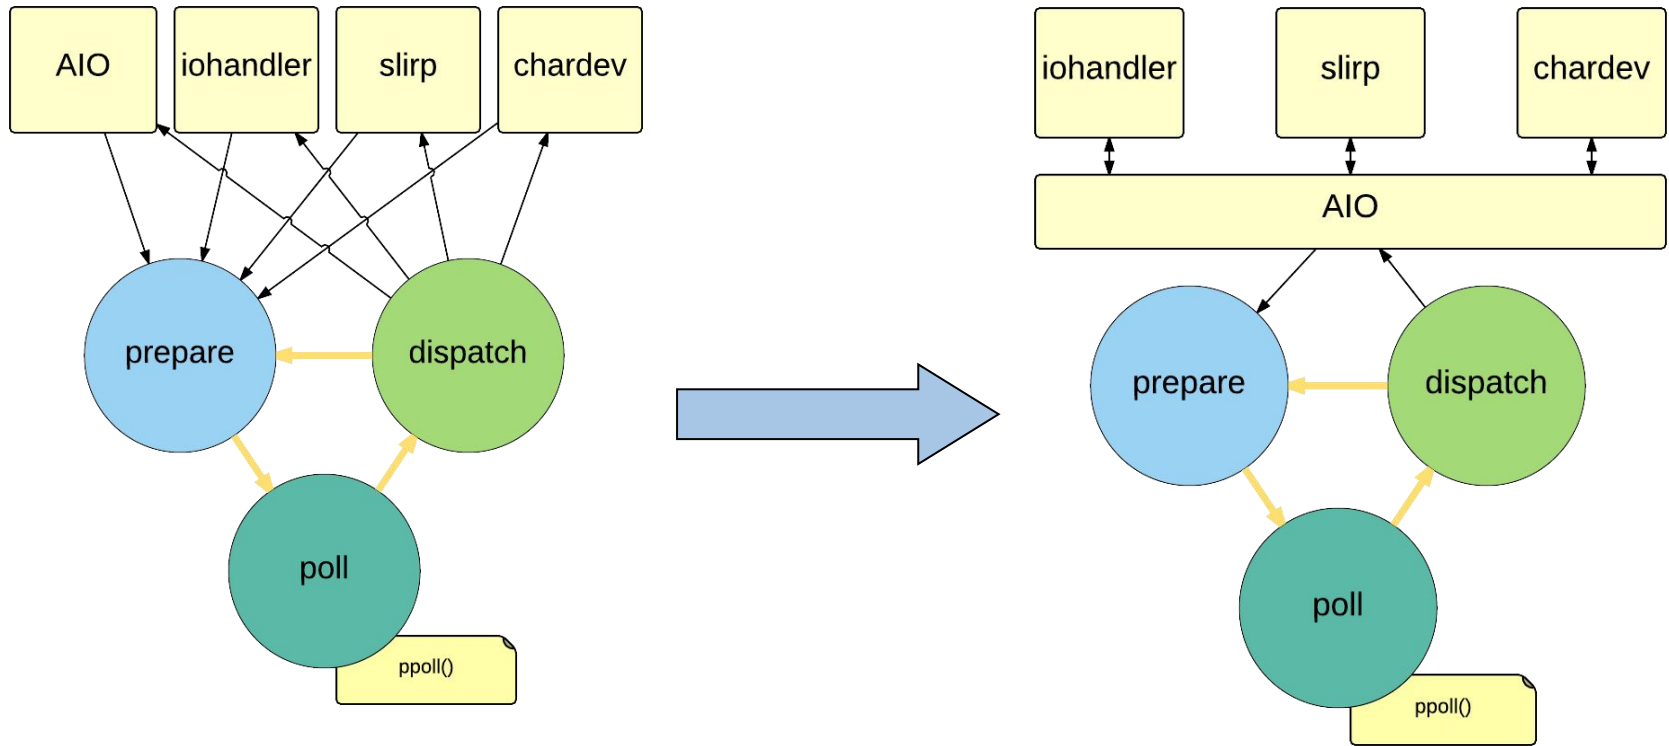 AIO
iohandler
slirp
chardev
prepare
dispatch
poll
ppoll()
iohandler
slirp
chardev
AIO
prepare
dispatch
poll
ppoll()